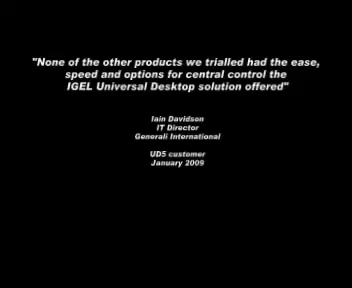 "None of the other products we trialled had the ease,
speed and options for central control the
IGEL Universal Desktop solution offered"
Iain Davidson
IT Director
Generali International
UD5 customer
January 2009